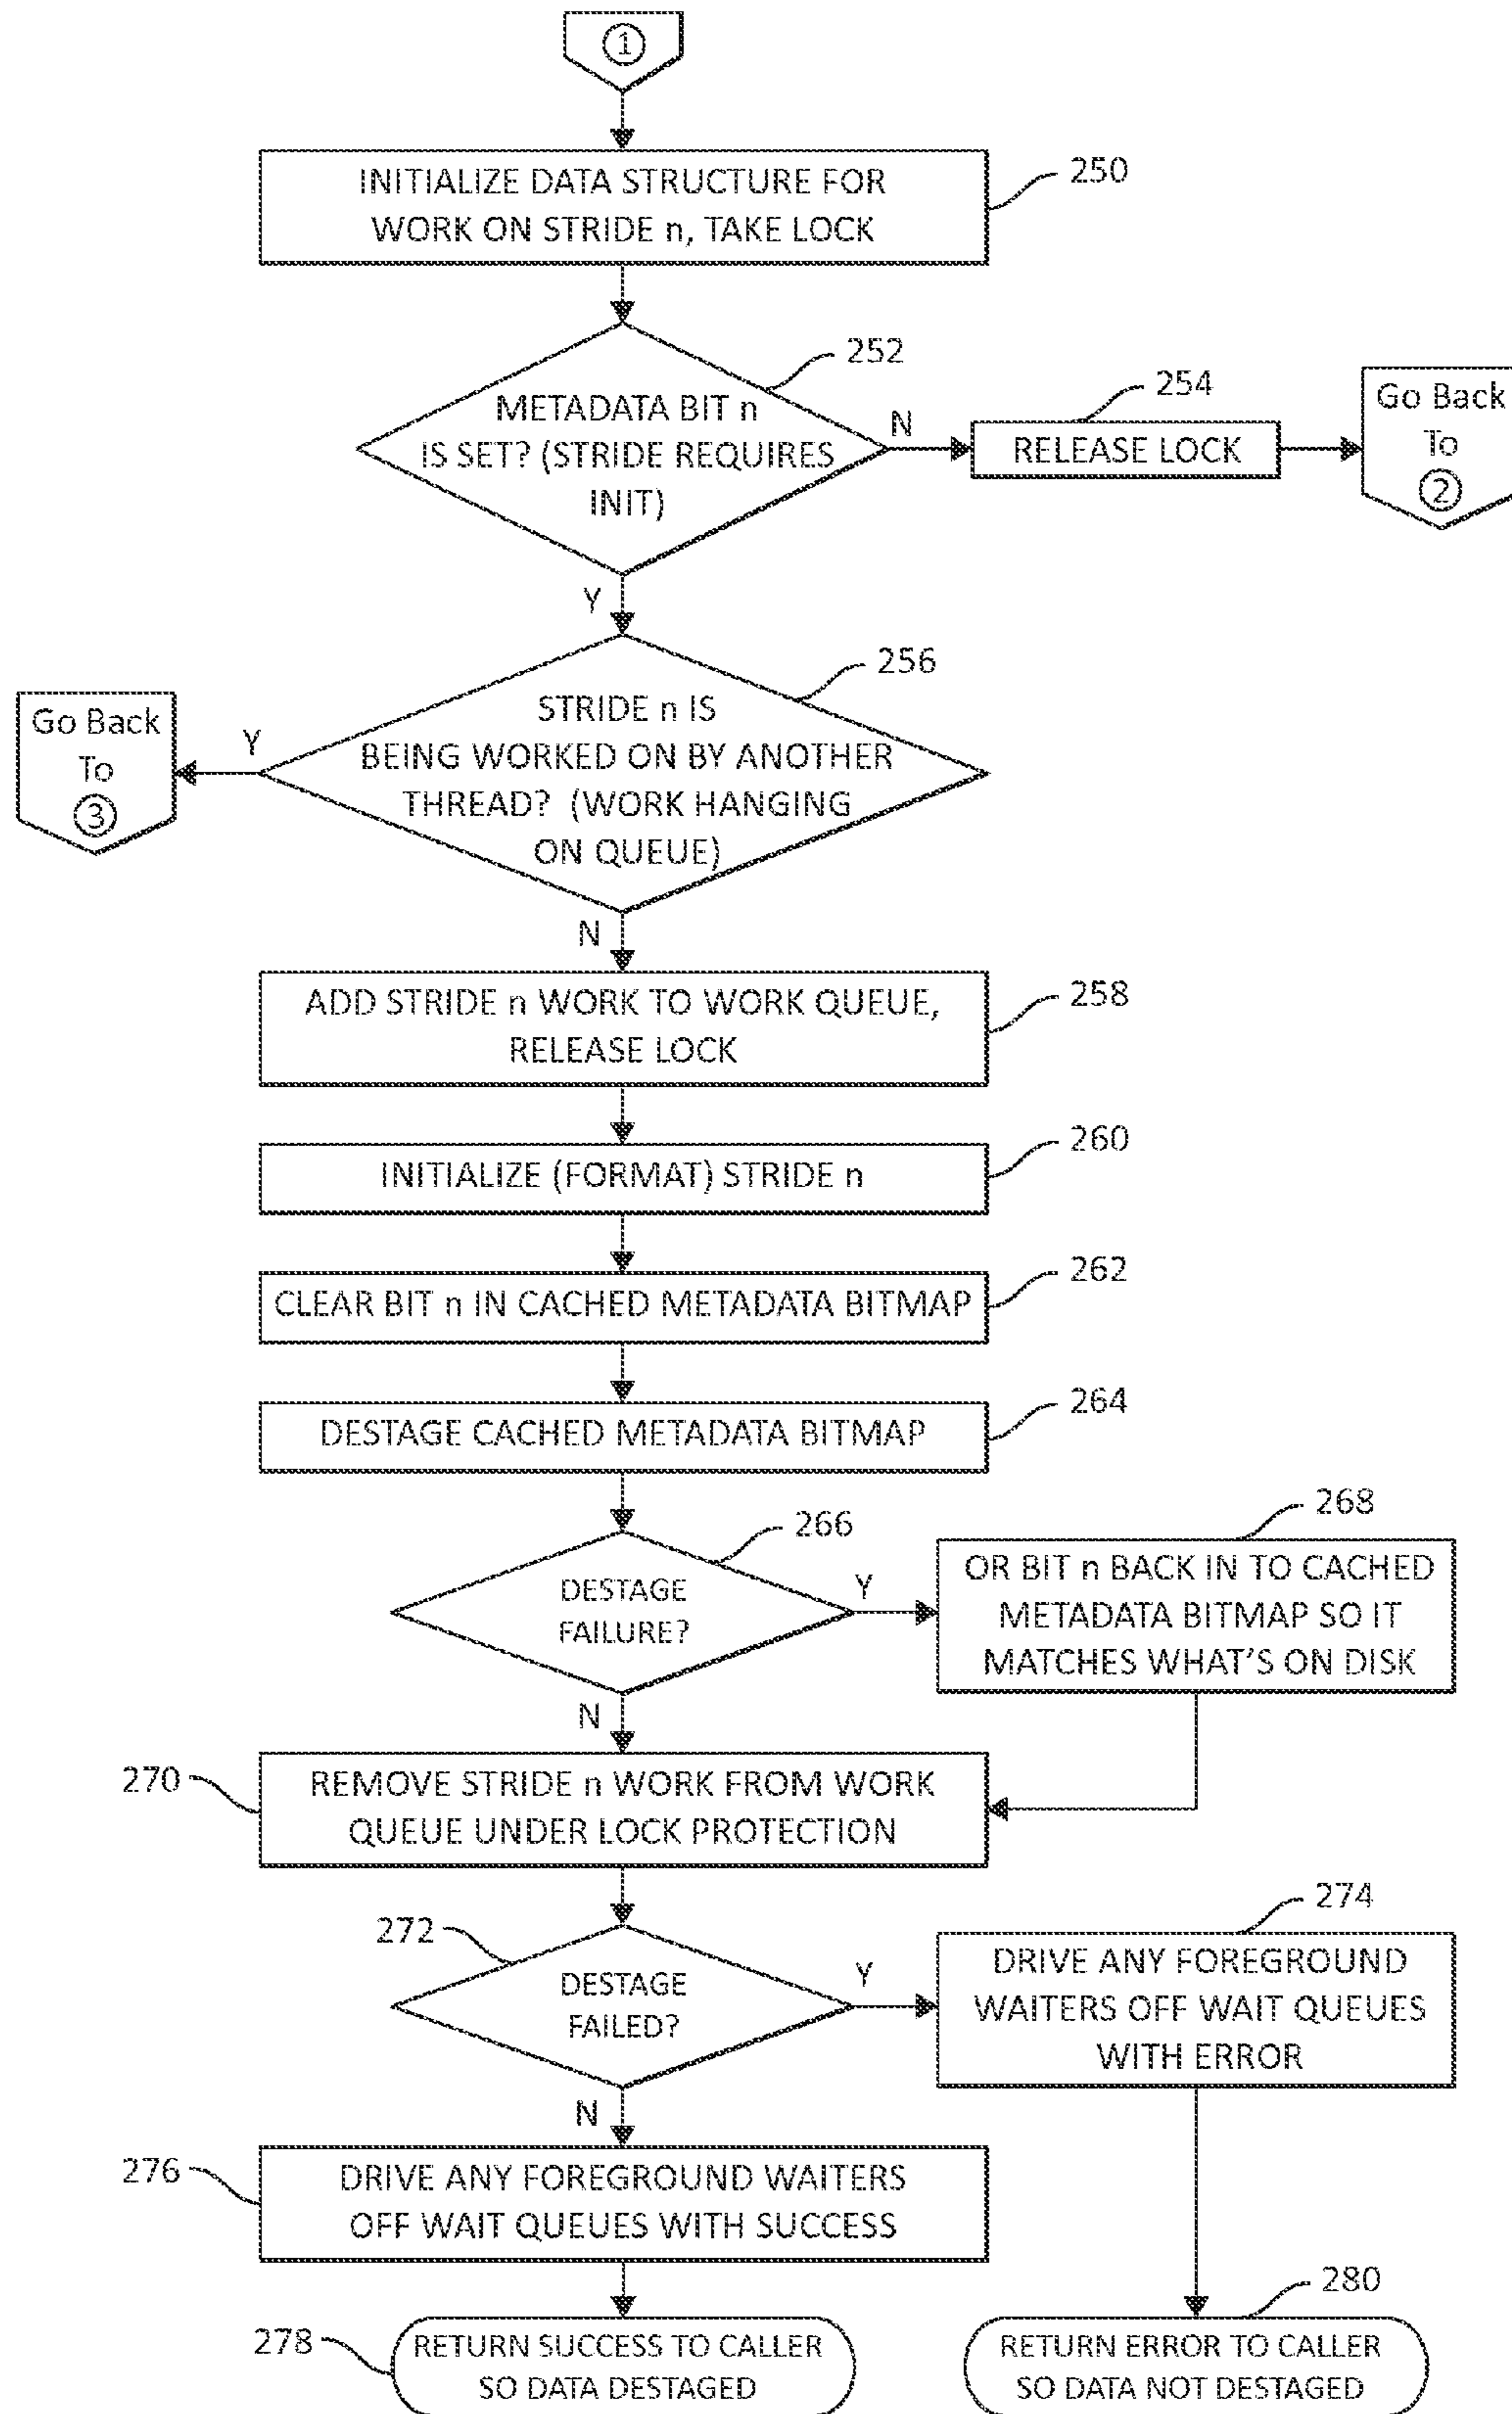 1
INITIALIZE DATA STRUCTURE FOR
WORK ON STRIDE n, TAKE LOCK
250
252
METADATA BIT n
IS SET? (STRIDE REQUIRES
INIT)
N
254
RELEASE LOCK
Go Back
To
2
Y
256
STRIDE n IS
BEING WORKED ON BY ANOTHER
THREAD? (WORK HANGING
ON QUEUE)
Y
Go Back
To
3
N
ADD STRIDE n WORK TO WORK QUEUE,
RELEASE LOCK
258
INITIALIZE (FORMAT) STRIDE n
260
CLEAR BIT n IN CACHED METADATA BITMAP
262
DESTAGE CACHED METADATA BITMAP
264
266
DESTAGE
FAILURE?
Y
268
OR BIT n BACK IN TO CACHED
METADATA BITMAP SO IT
MATCHES WHAT'S ON DISK
N
270
REMOVE STRIDE n WORK FROM WORK
QUEUE UNDER LOCK PROTECTION
272
DESTAGE
FAILED?
Y
274
DRIVE ANY FOREGROUND
WAITERS OFF WAIT QUEUES
WITH ERROR
N
276
DRIVE ANY FOREGROUND WAITERS
OFF WAIT QUEUES WITH SUCCESS
278
RETURN SUCCESS TO CALLER
SO DATA DESTAGED
280
RETURN ERROR TO CALLER
SO DATA NOT DESTAGED